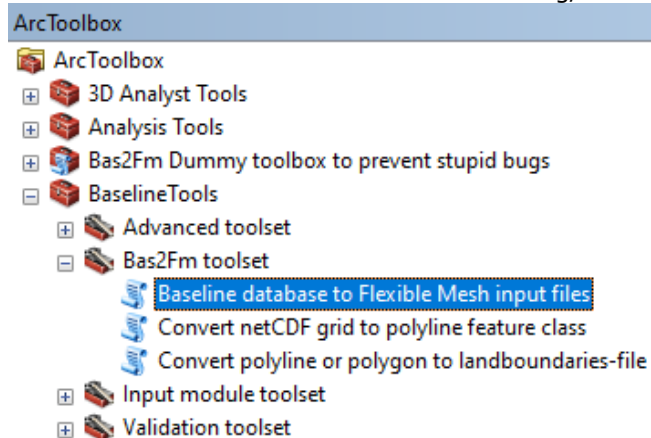 ArcToolbox
ArcToolbox
3D Analyst Tools
Analysis Tools
Bas2Fm Dummy toolbox to prevent stupid bugs
BaselineTools
Advanced toolset
Bas2Fm toolset
Baseline database to Flexible Mesh input files
Convert netCDF grid to polyline feature class
Convert polyline or polygon to landboundaries-file
Input module toolset
Validation toolset